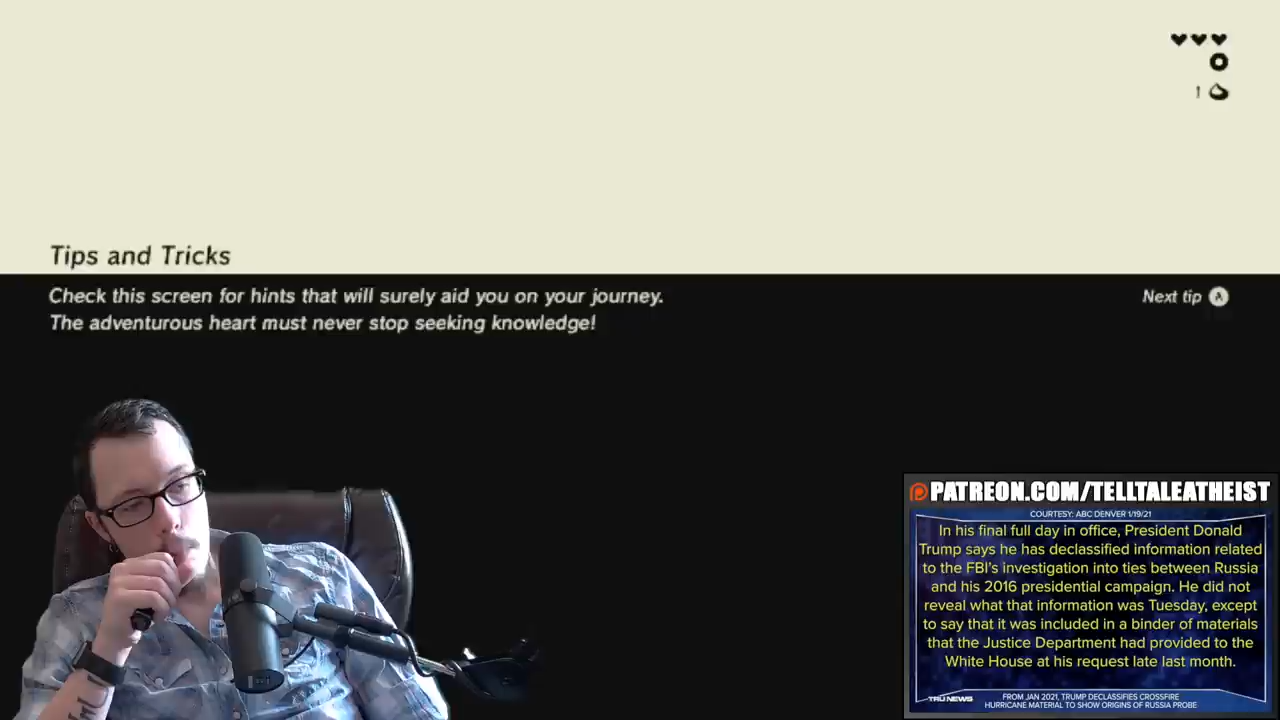 1
Tips and Tricks
Check this screen for hints that will surely aid you on your journey.
The adventurous heart must never stop seeking knowledge!
Next tip A
PATREON.COM/TELLTALEATHEIST
COURTESY: ABC DENVER 1/19/21
In his final full day in office, President Donald
Trump says he has declassified information related
to the FBI's investigation into ties between Russia
and his 2016 presidential campaign. He did not
reveal what that information was Tuesday, except
to say that it was included in a binder of materials
that the Justice Department had provided to the
White House at his request late last month.
TRUNEWS
FROM JAN 2021, TRUMP DECLASSIFIES CROSSFIRE
HURRICANE MATERIAL TO SHOW ORIGINS OF RUSSIA PROBE